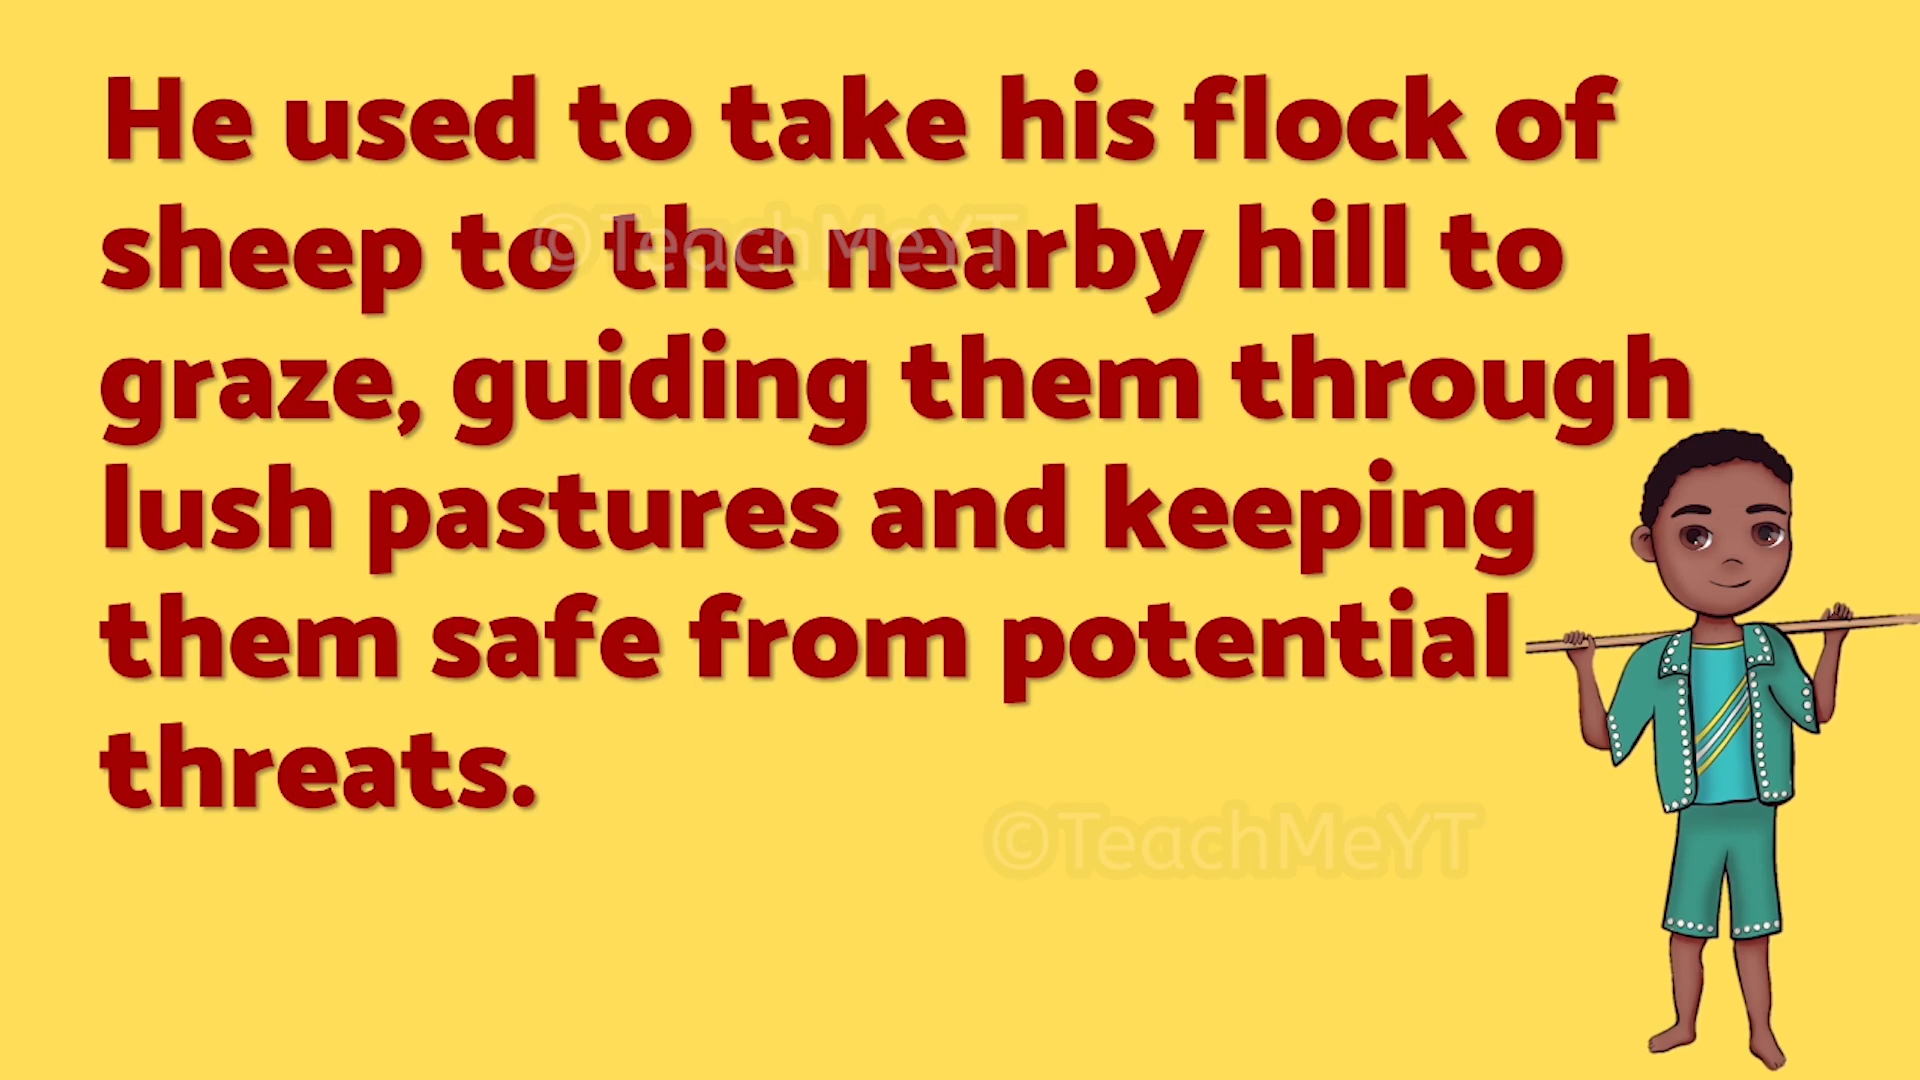 He used to take his flock of
sheep to the nearby hill to
graze, guiding them through
lush pastures and keeping
them safe from potential
threats.
©TeachMeYT
©TeachMeYT